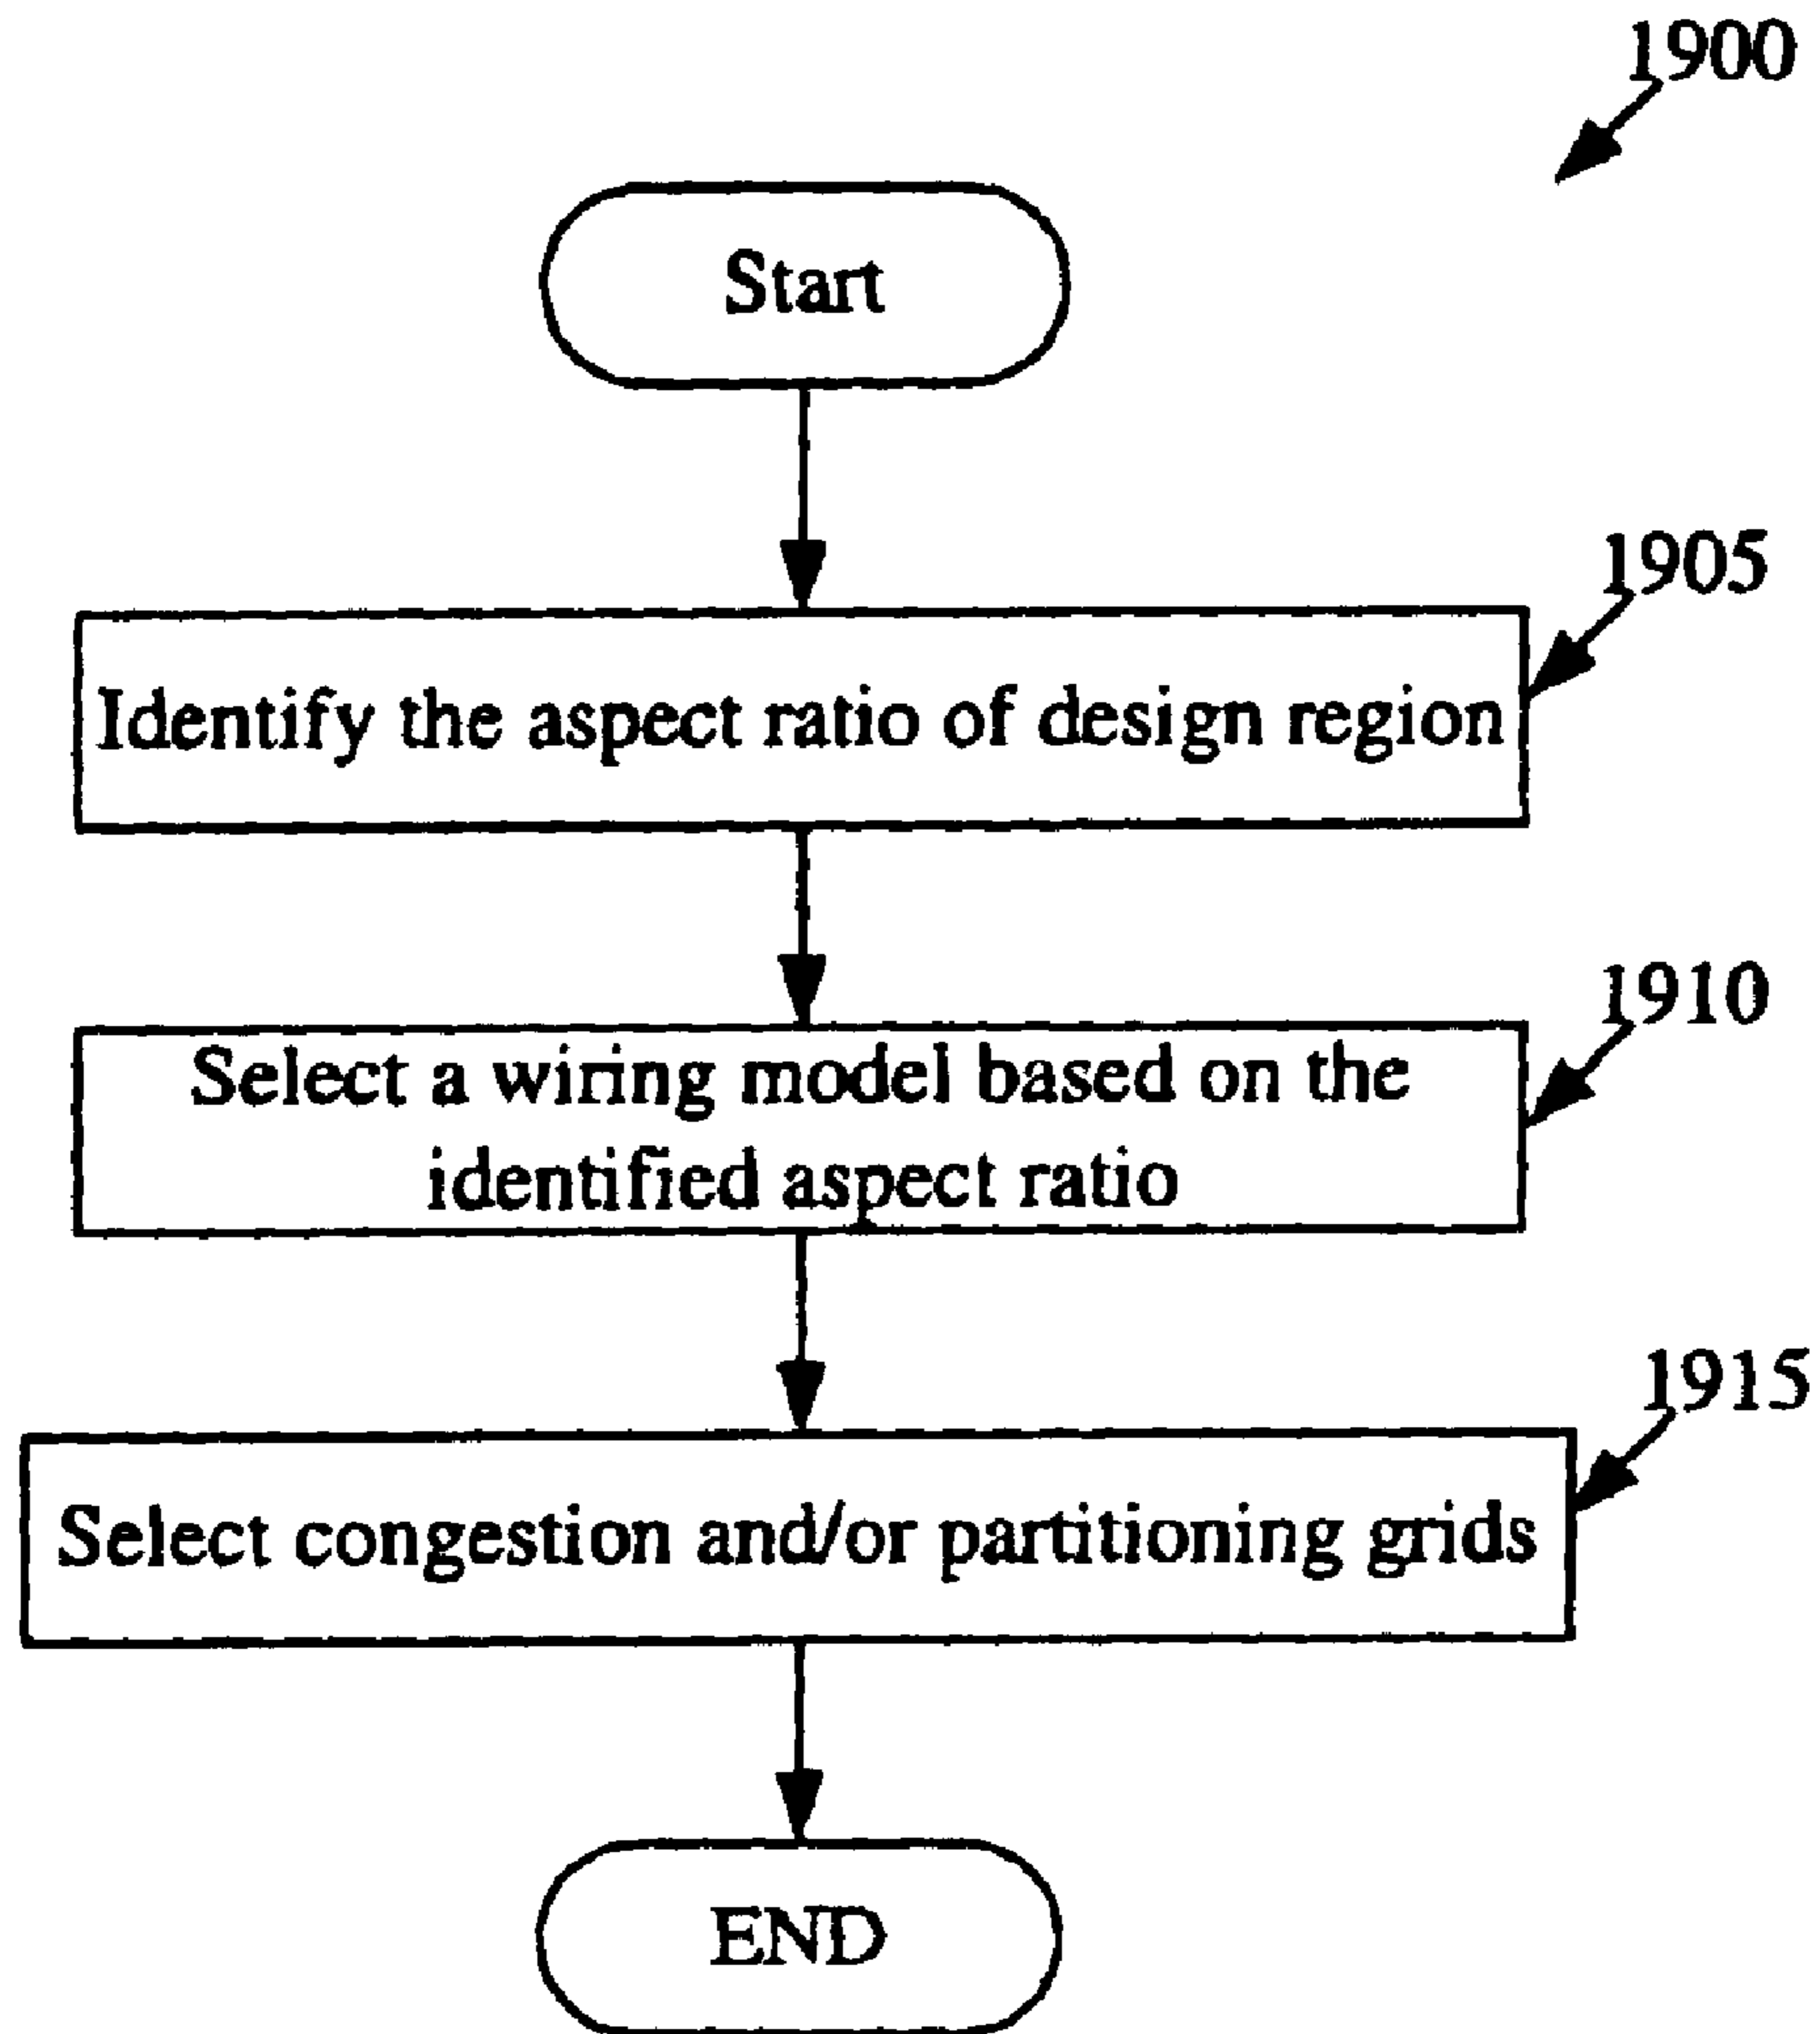 1900
Start
1905
Identify the aspect ratio of design region
1910
Select a wiring model based on the
identified aspect ratio
1915
Select congestion and/or partitioning grids
END